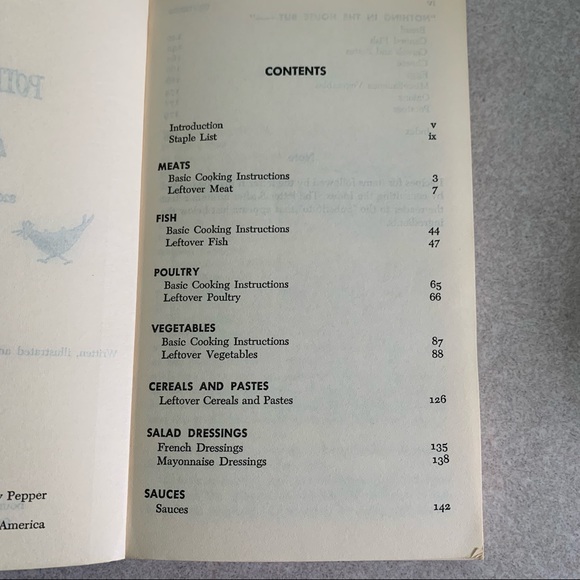 Pepper
America
CONTENTS
Introduction v
Staple List ix
MEATS
Basic Cooking Instructions 3
Leftover Meat 7
FISH
Basic Cooking Instructions 44
Leftover Fish 47
POULTRY
Basic Cooking Instructions 65
Leftover Poultry 66
VEGETABLES
Basic Cooking Instructions 87
Leftover Vegetables 88
CEREALS AND PASTES
Leftover Cereals and Pastes 126
SALAD DRESSINGS
French Dressings 135
Mayonnaise Dressings 138
SAUCES
Sauces 142